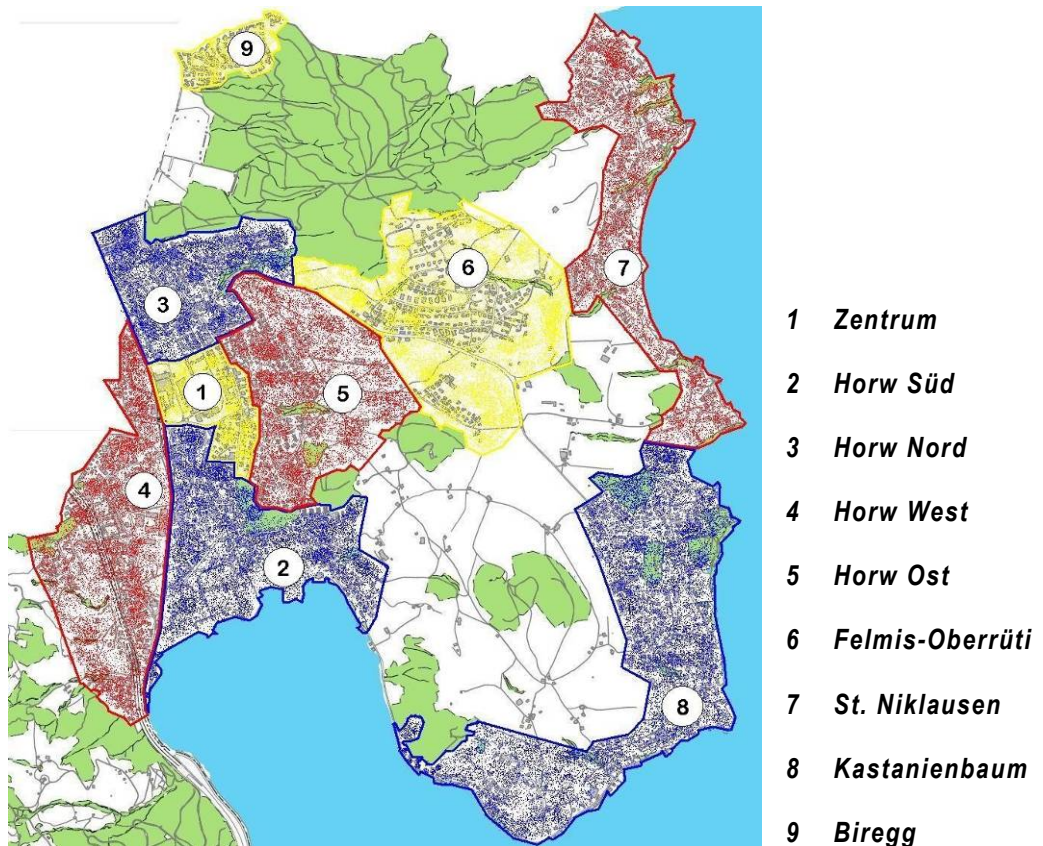 9
7
6
3
5
1
4
2
8
1 Zentrum
2 Horw Süd
3 Horw Nord
4 Horw West
5 Horw Ost
6 Felmis-Oberrüti
7 St. Niklausen
8 Kastanienbaum
9 Biregg